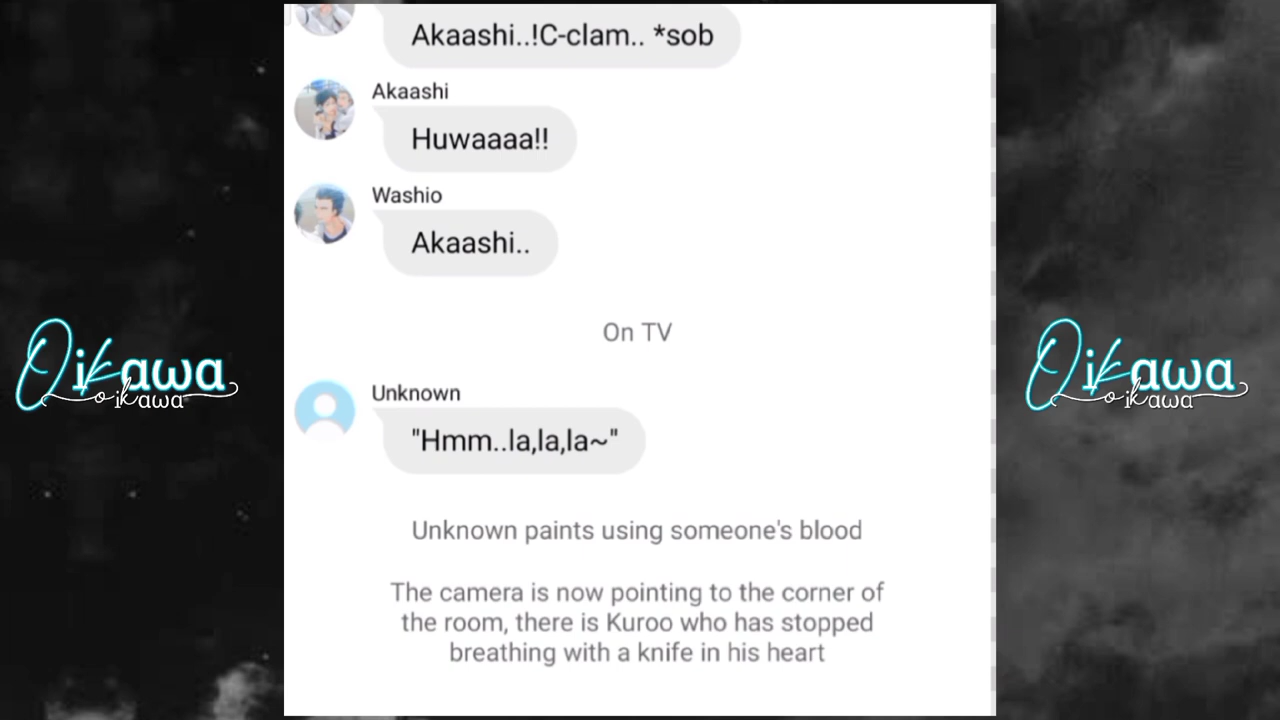 Akaashi..!C-clam.. *sob
Akaashi
Huwaaaa!!
Washio
Akaashi..
On TV
Oikawa
oikawa
Oikawa
oikawa
Unknown
"Hmm..la,la,la~"
Unknown paints using someone's blood
The camera is now pointing to the corner of
the room, there is Kuroo who has stopped
breathing with a knife in his heart